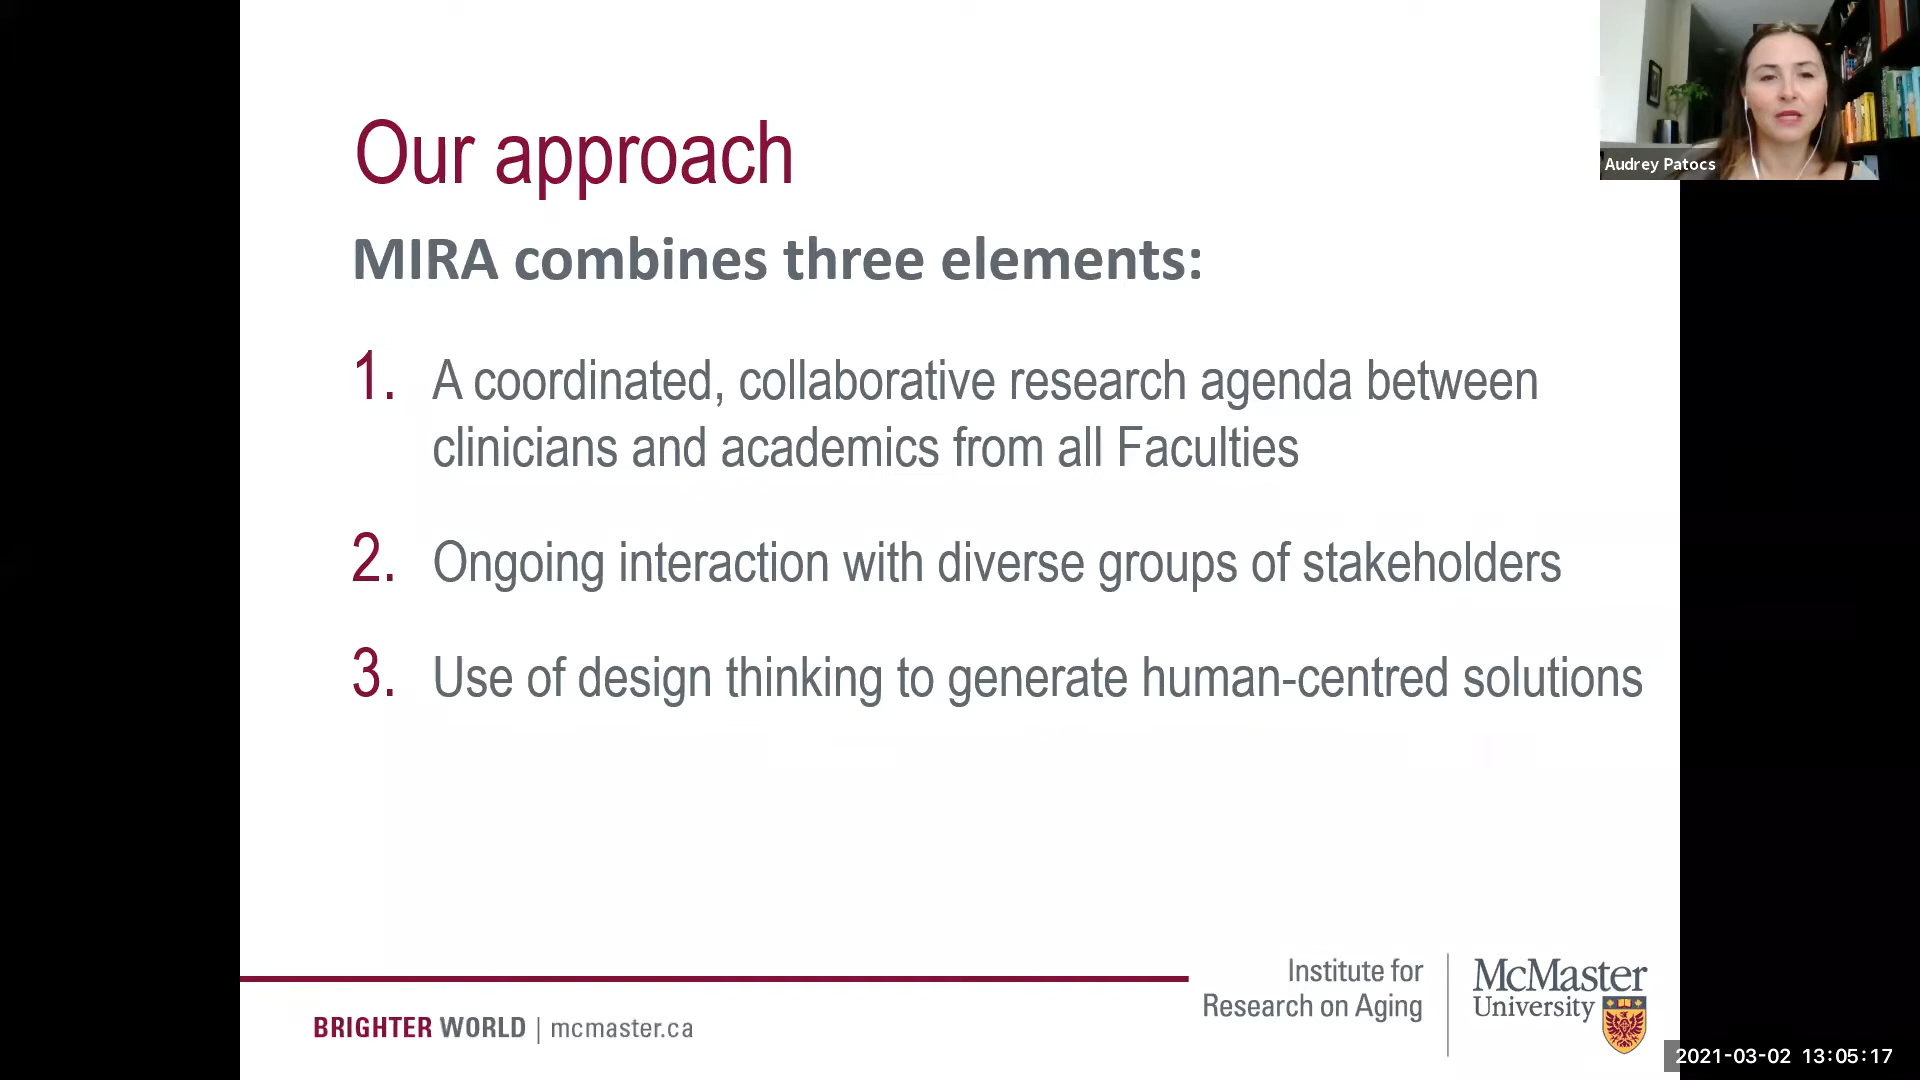 Our approach
MIRA combines three elements:
1. A coordinated, collaborative research agenda between
clinicians and academics from all Faculties
2. Ongoing interaction with diverse groups of stakeholders
3. Use of design thinking to generate human-centred solutions
Audrey Patocs
BRIGHTER WORLD | mcmaster.ca
Institute for
Research on Aging
McMaster
University
2021-03-02 13:05:17